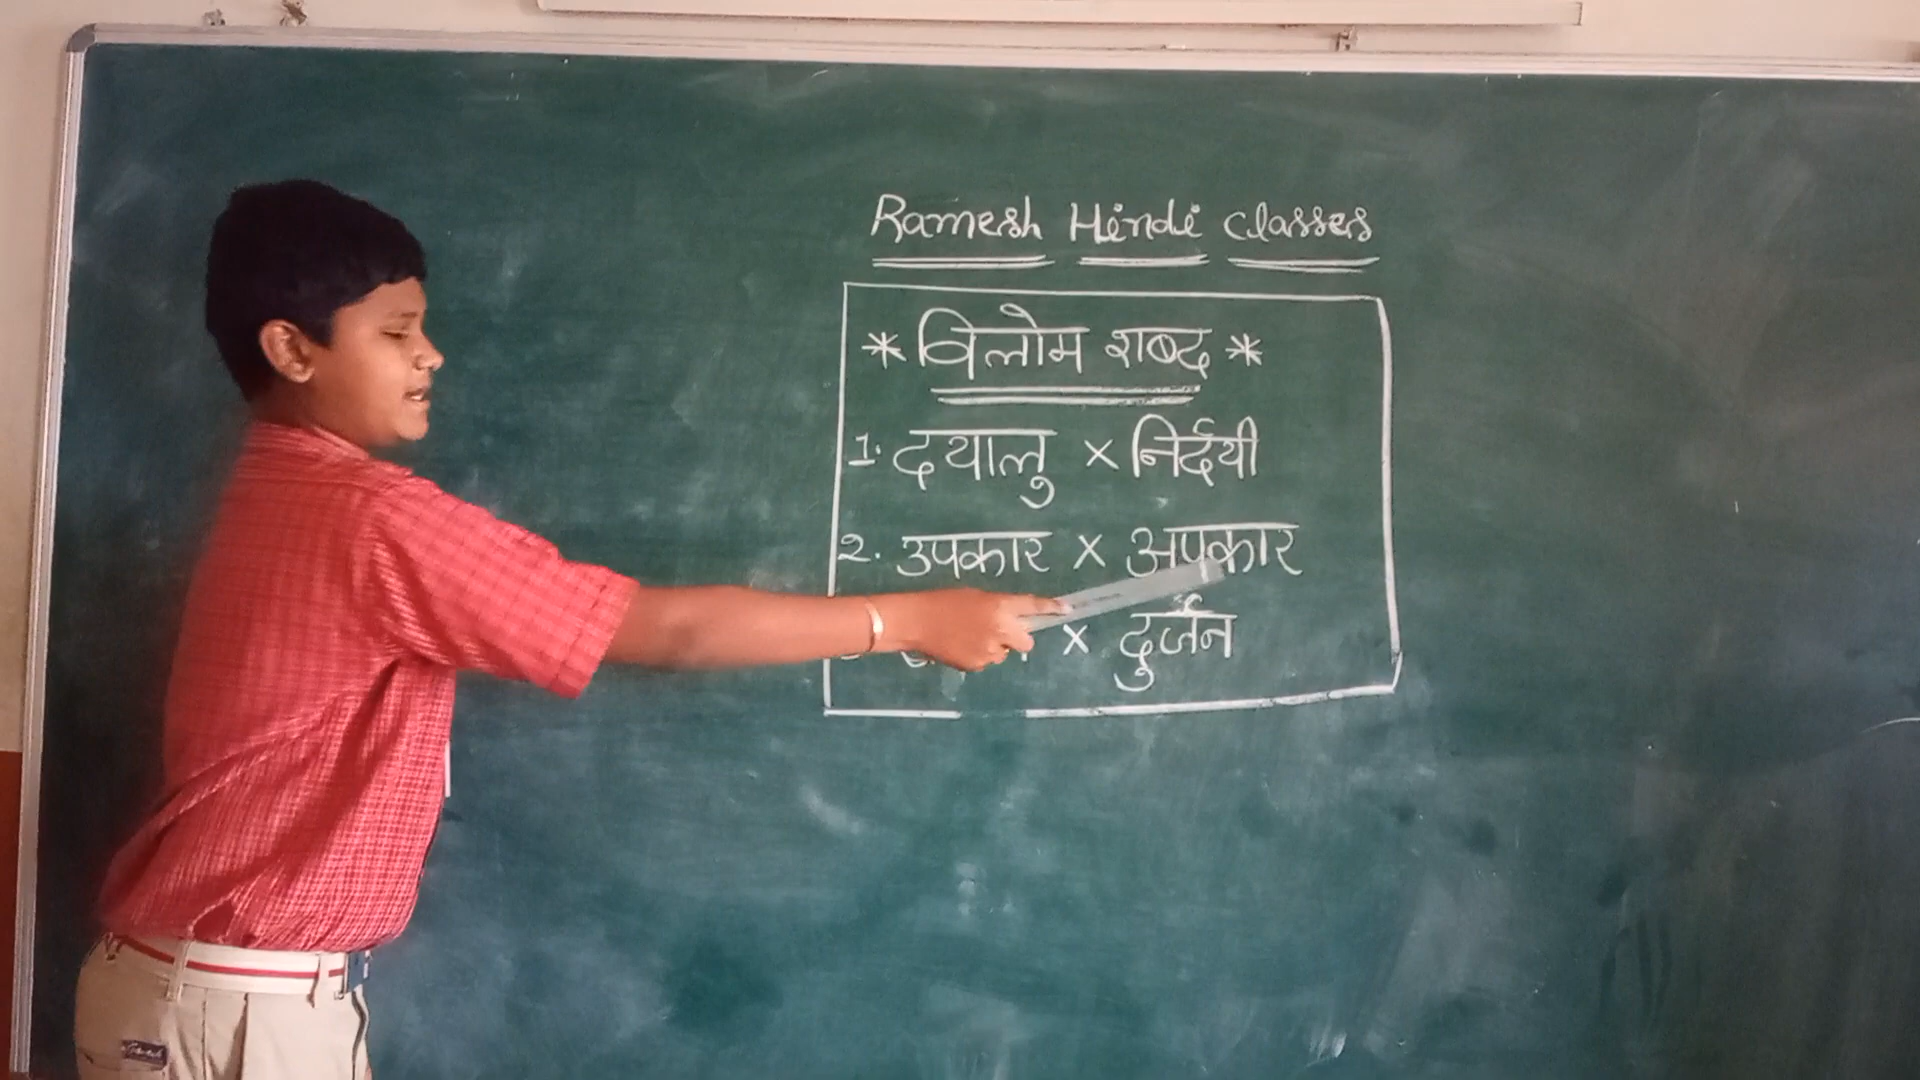 Ramesh Hindi Classes
* विलोम शब्द *
1. दयालु × निर्दयी
2. उपकार × अपकार
× दुर्जन